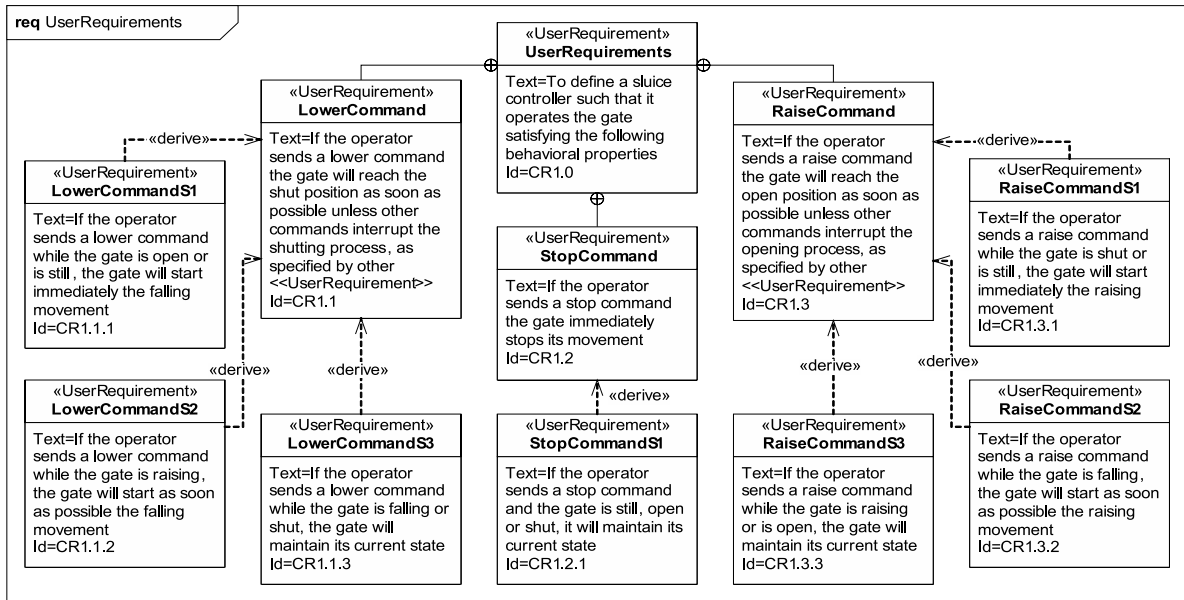 req UserRequirements
«UserRequirement»
UserRequirements
Text=To define a sluice
controller such that it
operates the gate
satisfying the following
behavioral properties
Id=CR1.0
«UserRequirement»
LowerCommand
Text=If the operator
sends a lower command
the gate will reach the
shut position as soon as
possible unless other
commands interrupt the
shutting process, as
specified by other
<<UserRequirement>>
Id=CR1.1
«UserRequirement»
RaiseCommand
Text=If the operator
sends a raise command
the gate will reach the
open position as soon as
possible unless other
commands interrupt the
opening process, as
specified by other
<<UserRequirement>>
Id=CR1.3
«derive»
«derive»
«UserRequirement»
LowerCommandS1
Text=If the operator
sends a lower command
while the gate is open or
is still, the gate will start
immediately the falling
movement
Id=CR1.1.1
«UserRequirement»
StopCommand
Text=If the operator
sends a stop command
the gate immediately
stops its movement
Id=CR1.2
«UserRequirement»
RaiseCommandS1
Text=If the operator
sends a raise command
while the gate is shut or
is still, the gate will start
immediately the raising
movement
Id=CR1.3.1
«derive»
«derive»
«derive»
«derive»
«derive»
«UserRequirement»
LowerCommandS2
Text=If the operator
sends a lower command
while the gate is raising,
the gate will start as soon
as possible the falling
movement
Id=CR1.1.2
«UserRequirement»
LowerCommandS3
Text=If the operator
sends a lower command
while the gate is falling or
shut, the gate will
maintain its current state
Id=CR1.1.3
«UserRequirement»
StopCommandS1
Text=If the operator
sends a stop command
and the gate is still, open
or shut, it will maintain its
current state
Id=CR1.2.1
«UserRequirement»
RaiseCommandS3
Text=If the operator
sends a raise command
while the gate is raising
or is open, the gate will
maintain its current state
Id=CR1.3.3
«UserRequirement»
RaiseCommandS2
Text=If the operator
sends a raise command
while the gate is falling,
the gate will start as soon
as possible the raising
movement
Id=CR1.3.2